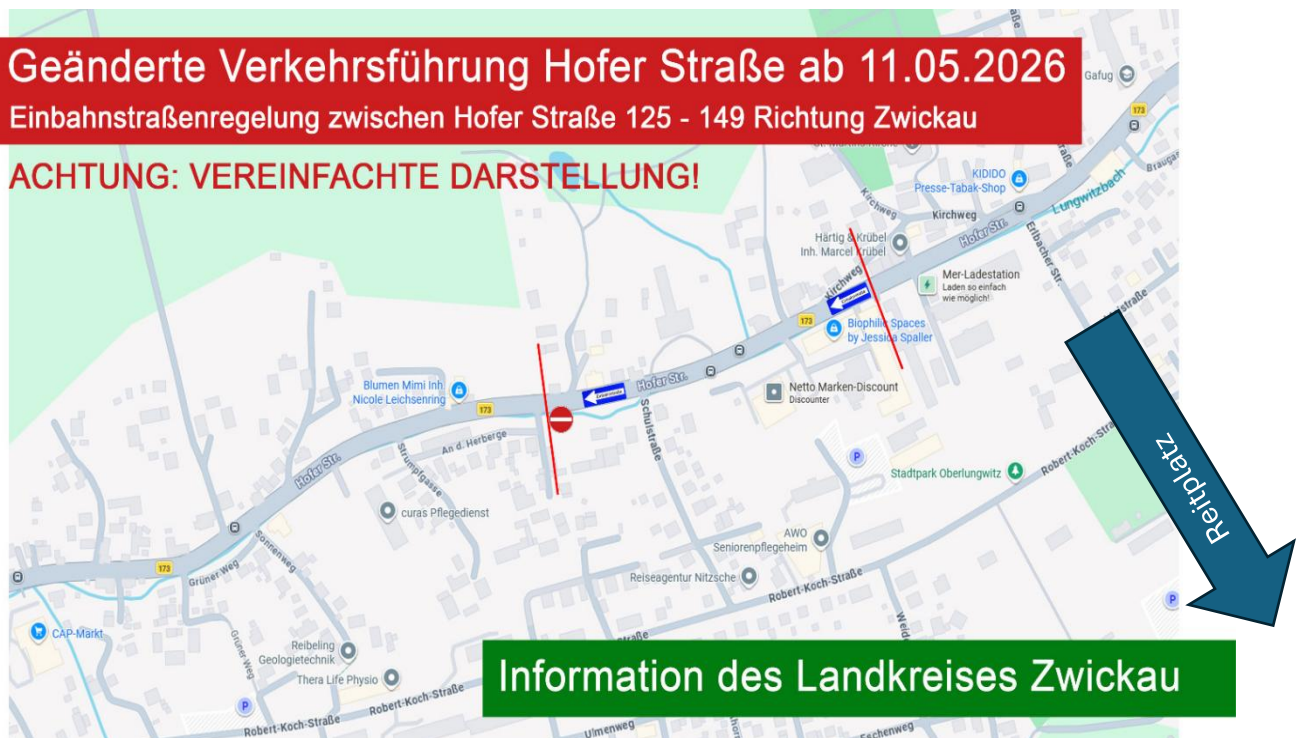 Geänderte Verkehrsführung Hofer Straße ab 11.05.2026
Einbahnstraßenregelung zwischen Hofer Straße 125 - 149 Richtung Zwickau
ACHTUNG: VEREINFACHTE DARSTELLUNG!
Gafug
173
KIDIDO
Presse-Tabak-Shop
Lungwitzbach
Kirchweg
Kirchweg
Hofer Str.
Erlbacher Str.
Härtig & Krübel
Inh. Marcel Krübel
Kirchweg
Mer-Ladestation
Laden so einfach
wie möglich!
173
Biophilic Spaces
by Jessica Spaller
Blumen Mimi Inh
Nicole Leichsenring
173
Hofer Str.
Netto Marken-Discount
Discounter
Schulstraße
An d. Herberge
Strumpfgasse
Hofer Str.
P
Stadtpark Oberlungwitz
Robert-Koch-Stra
Reitplatz
curas Pflegedienst
AWO
Seniorenpflegeheim
Sonnenweg
173
Grüner Weg
Reiseagentur Nitzsche
Robert-Koch-Straße
P
CAP-Markt
Grüner Weg
Reibeling
Geologietechnik
Thera Life Physio
Robert-Koch-Straße
P
Robert-Koch-Straße
Information des Landkreises Zwickau
Ulmenweg
Eschenweg